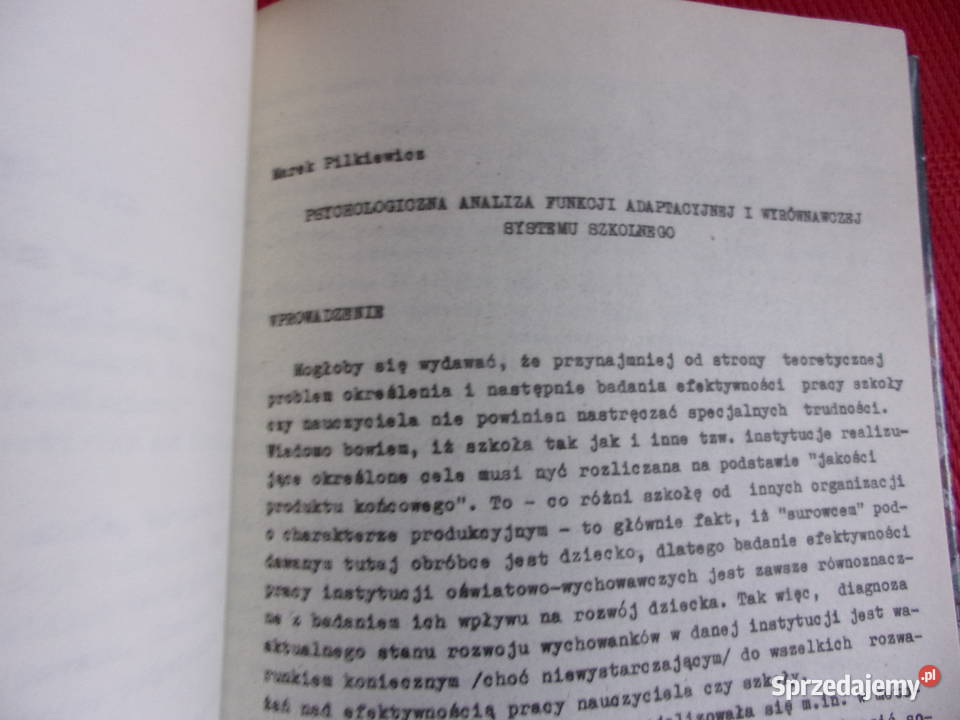 Marek Pilkiewicz
PSYCHOLOGICZNA ANALIZA FUNKCJI ADAPTACYJNEJ I WYRÓWNAWCZEJ
SYSTEMU SZKOLNEGO
WPROWADZENIE
Mogłoby się wydawać, że przynajmniej od strony teoretycznej
problem określenia i następnie badania efektywności pracy szkoły
czy nauczyciela nie powinien nastręczać specjalnych trudności.
Wiadomo bowiem, iż szkoła tak jak i inne tzw. instytucje realizu-
jące określone cele musi nyć rozliczana na podstawie "jakości
produktu końcowego". To - co różni szkołę od innych organizacji
o charakterze produkcyjnym - to głównie fakt, iż "surowcem" pod-
dawanym tutaj obróbce jest dziecko, dlatego badanie efektywności
pracy instytucji oświatowo-wychowawczych jest zawsze równoznacz-
ne z badaniem ich wpływu na rozwój dziecka. Tak więc, diagnoza
aktualnego stanu rozwoju wychowanków w danej instytucji jest wa-
runkiem koniecznym /choć niewystarczającym/ do wszelkich rozwa-
żań nad efektywnością pracy nauczyciela czy szkoły.
się m.in. w
Sprzedajemy.pl